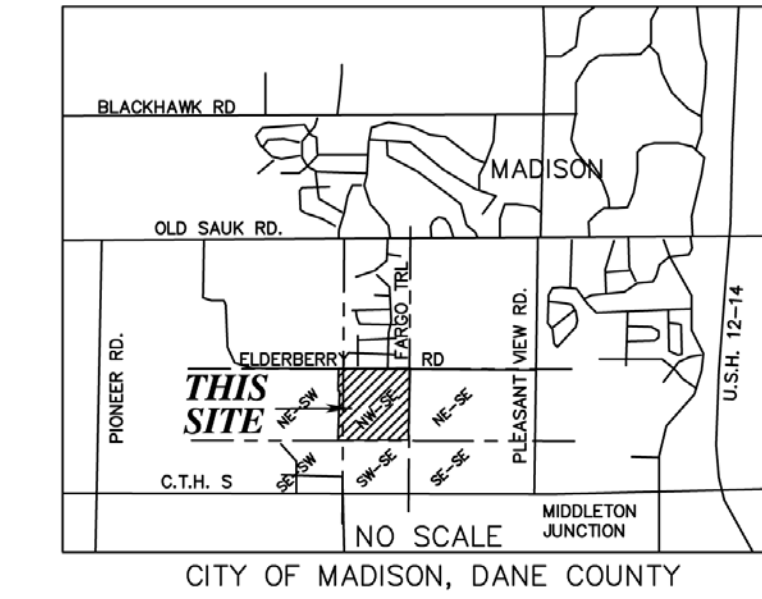 BLACKHAWK RD
MADISON
OLD SAUK RD.
FARGO TRL
PIONEER RD.
PLEASANT VIEW RD.
U.S.H. 12-14
ELDERBERRY RD
THIS
SITE
NE-SW
NW-SE
NE-SE
SE-SW
SW-SE
SE-SE
C.T.H. S
MIDDLETON
JUNCTION
NO SCALE
CITY OF MADISON, DANE COUNTY